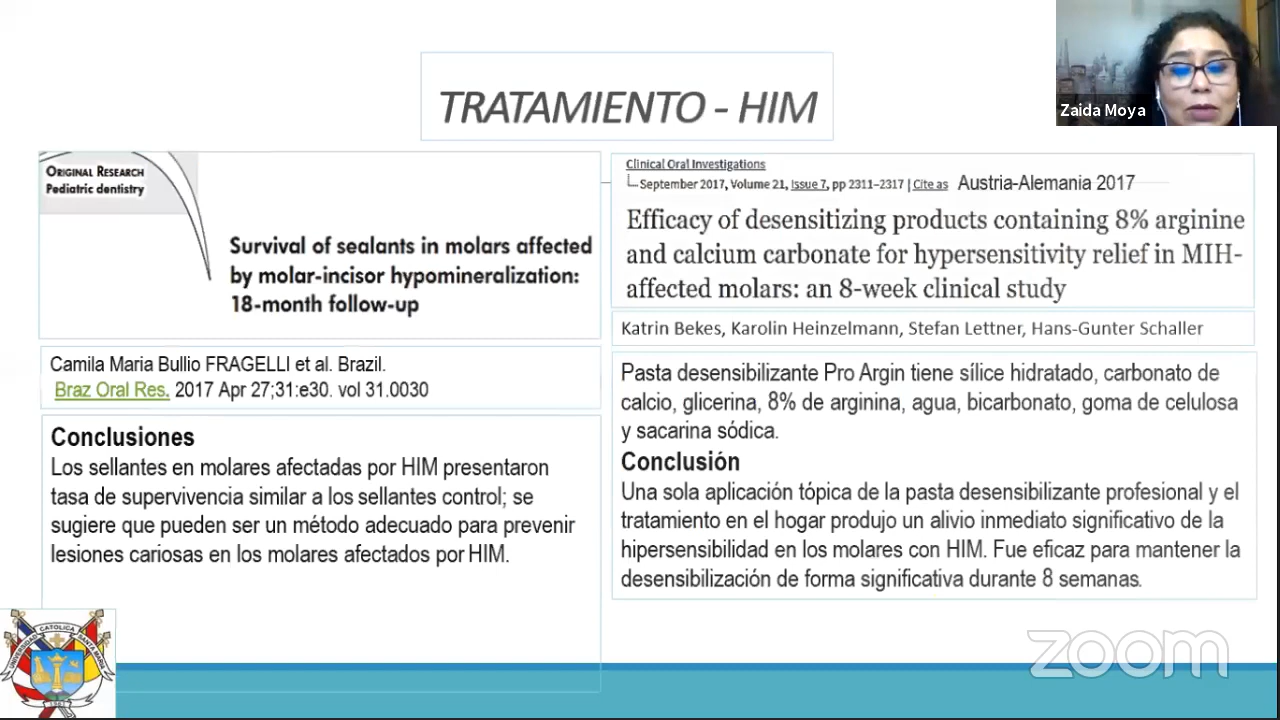 TRATAMIENTO - HIM
Zaida Moya
ORIGINAL RESEARCH
Pediatric dentistry
Survival of sealants in molars affected
by molar-incisor hypomineralization:
18-month follow-up
Camila Maria Bullio FRAGELLI et al. Brazil.
Braz Oral Res. 2017 Apr 27;31:e30. vol 31.0030
Conclusiones
Los sellantes en molares afectadas por HIM presentaron
tasa de supervivencia similar a los sellantes control; se
sugiere que pueden ser un método adecuado para prevenir
lesiones cariosas en los molares afectados por HIM.
Clinical Oral Investigations
September 2017, Volume 21, Issue 7, pp 2311–2317 | Cite as Austria-Alemania 2017
Efficacy of desensitizing products containing 8% arginine
and calcium carbonate for hypersensitivity relief in MIH-
affected molars: an 8-week clinical study
Katrin Bekes, Karolin Heinzelmann, Stefan Lettner, Hans-Gunter Schaller
Pasta desensibilizante Pro Argin tiene sílice hidratado, carbonato de
calcio, glicerina, 8% de arginina, agua, bicarbonato, goma de celulosa
y sacarina sódica.
Conclusión
Una sola aplicación tópica de la pasta desensibilizante profesional y el
tratamiento en el hogar produjo un alivio inmediato significativo de la
hipersensibilidad en los molares con HIM. Fue eficaz para mantener la
desensibilización de forma significativa durante 8 semanas.
UNIVERSIDAD CATOLICA SANTA MARIA
1961
zoom